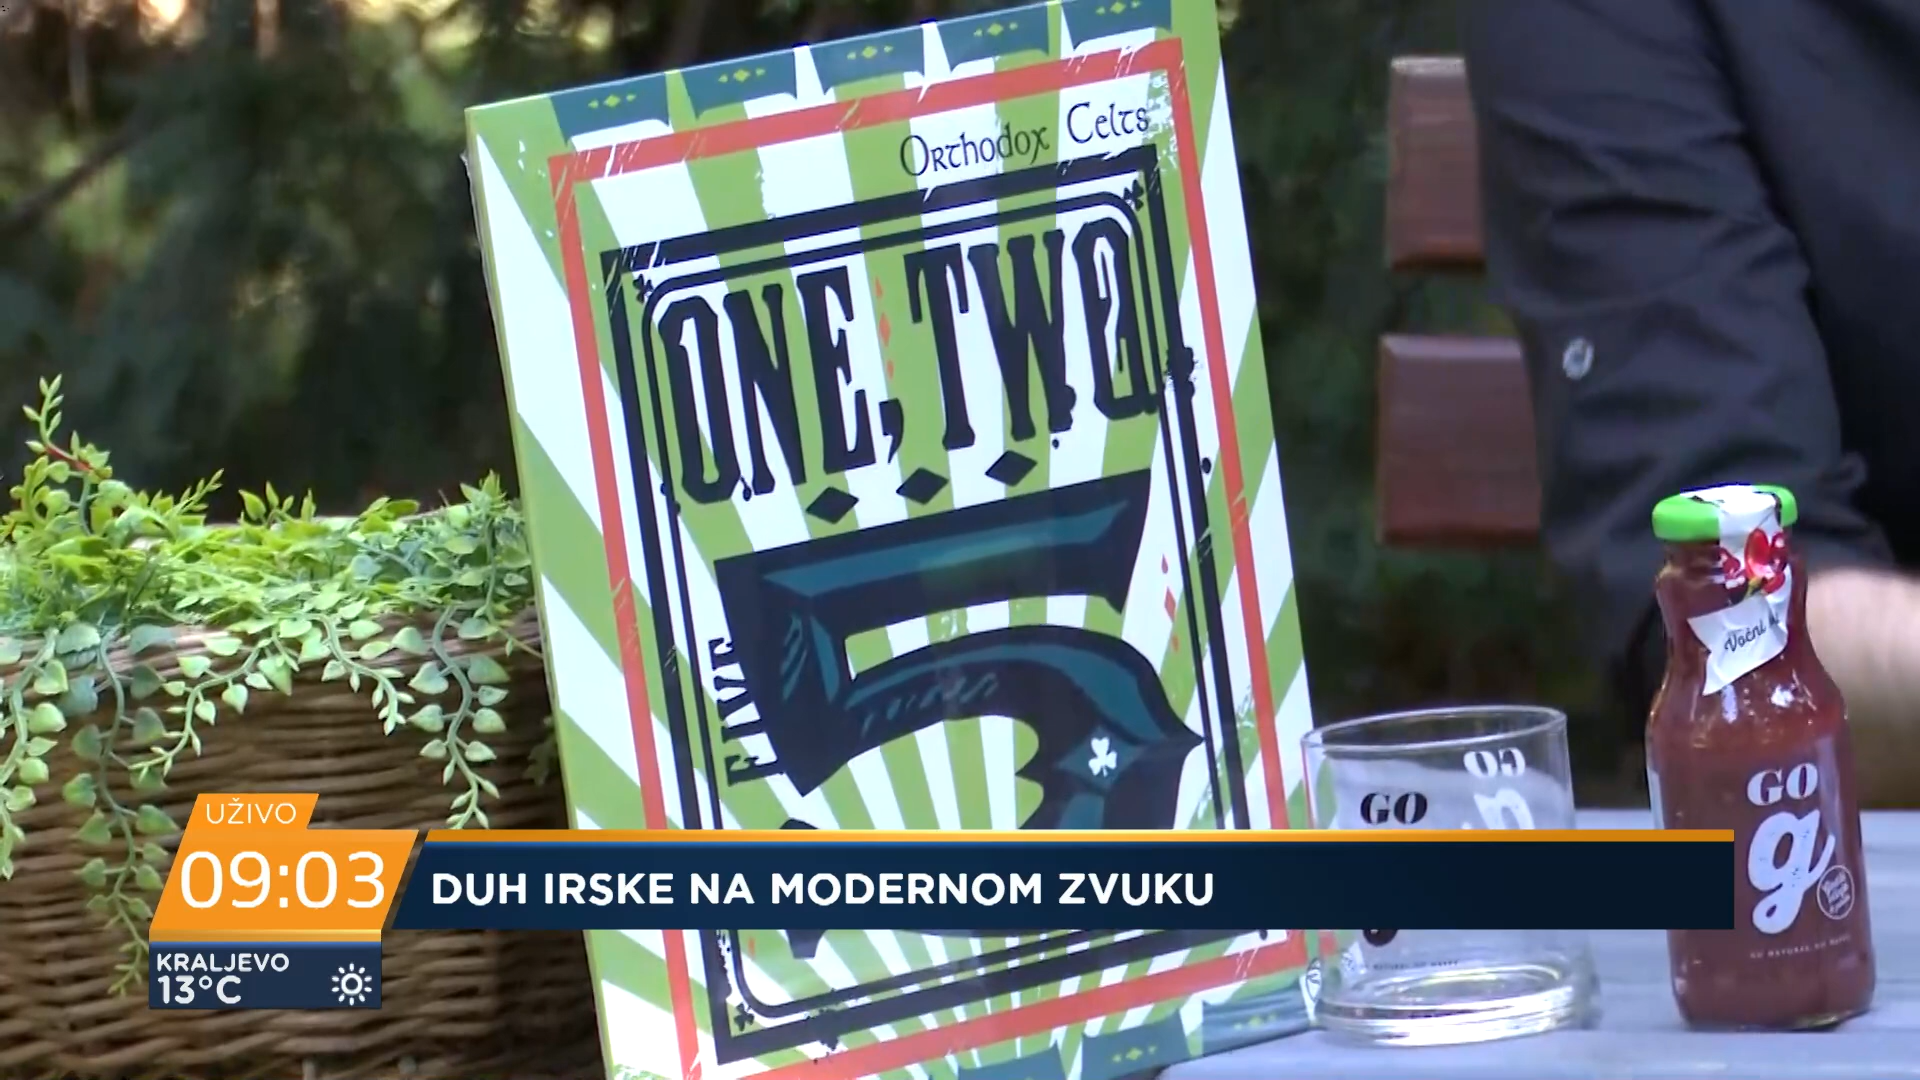 Orthodox Celts
ONE, TWO
5
FIVE
Voćni
GO
GO
GO
g
UŽIVO
09:03
DUH IRSKE NA MODERNOM ZVUKU
KRALJEVO
13°C